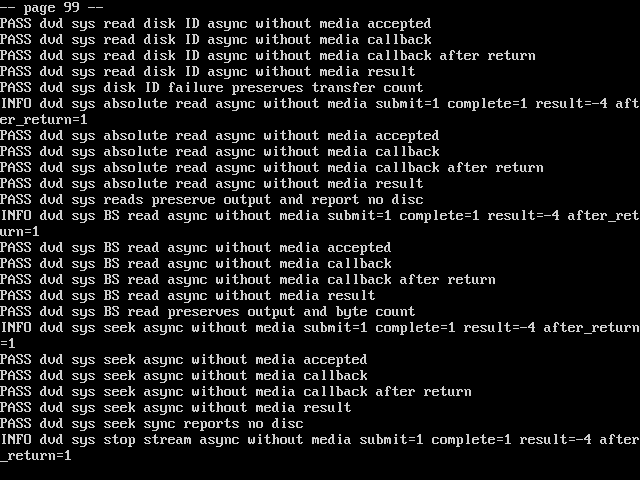 -- page 99 --
PASS dvd sys read disk ID async without media accepted
PASS dvd sys read disk ID async without media callback
PASS dvd sys read disk ID async without media callback after return
PASS dvd sys read disk ID async without media result
PASS dvd sys disk ID failure preserves transfer count
INFO dvd sys absolute read async without media submit=1 complete=1 result=-4 aft
er_return=1
PASS dvd sys absolute read async without media accepted
PASS dvd sys absolute read async without media callback
PASS dvd sys absolute read async without media callback after return
PASS dvd sys absolute read async without media result
PASS dvd sys reads preserve output and report no disc
INFO dvd sys BS read async without media submit=1 complete=1 result=-4 after_ret
urn=1
PASS dvd sys BS read async without media accepted
PASS dvd sys BS read async without media callback
PASS dvd sys BS read async without media callback after return
PASS dvd sys BS read async without media result
PASS dvd sys BS read preserves output and byte count
INFO dvd sys seek async without media submit=1 complete=1 result=-4 after_return
=1
PASS dvd sys seek async without media accepted
PASS dvd sys seek async without media callback
PASS dvd sys seek async without media callback after return
PASS dvd sys seek async without media result
PASS dvd sys seek sync reports no disc
INFO dvd sys stop stream async without media submit=1 complete=1 result=-4 after
_return=1